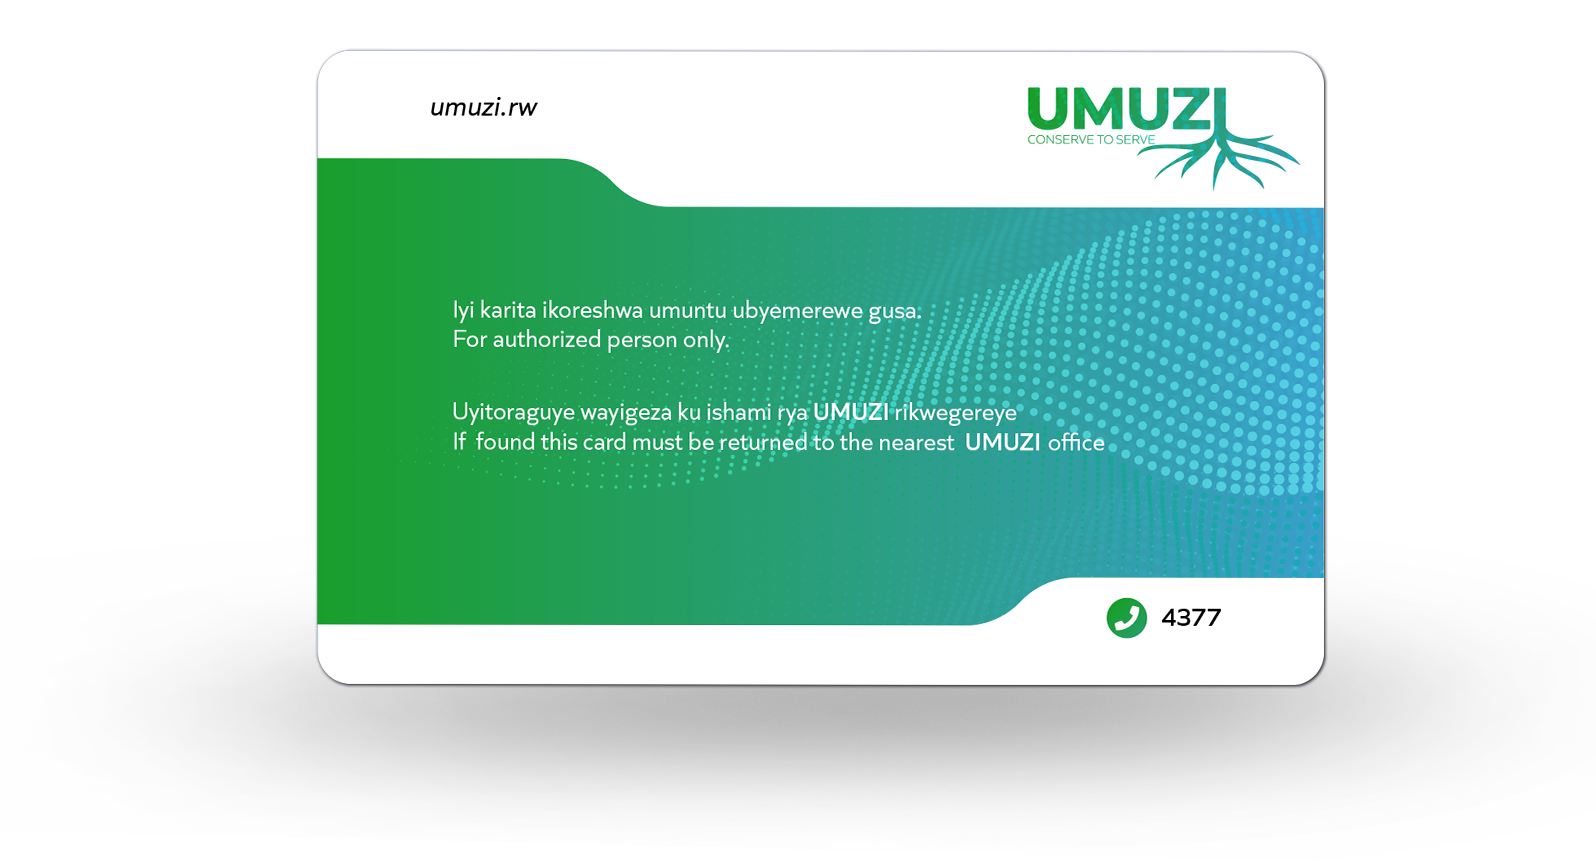 umuzi.rw
UMUZI
CONSERVE TO SERVE
Iyi karita ikoreshwa umuntu ubyemerewe gusa.
For authorized person only.
Uyitoraguye wayigeza ku ishami rya UMUZI rikwegereye
If found this card must be returned to the nearest UMUZI office
4377